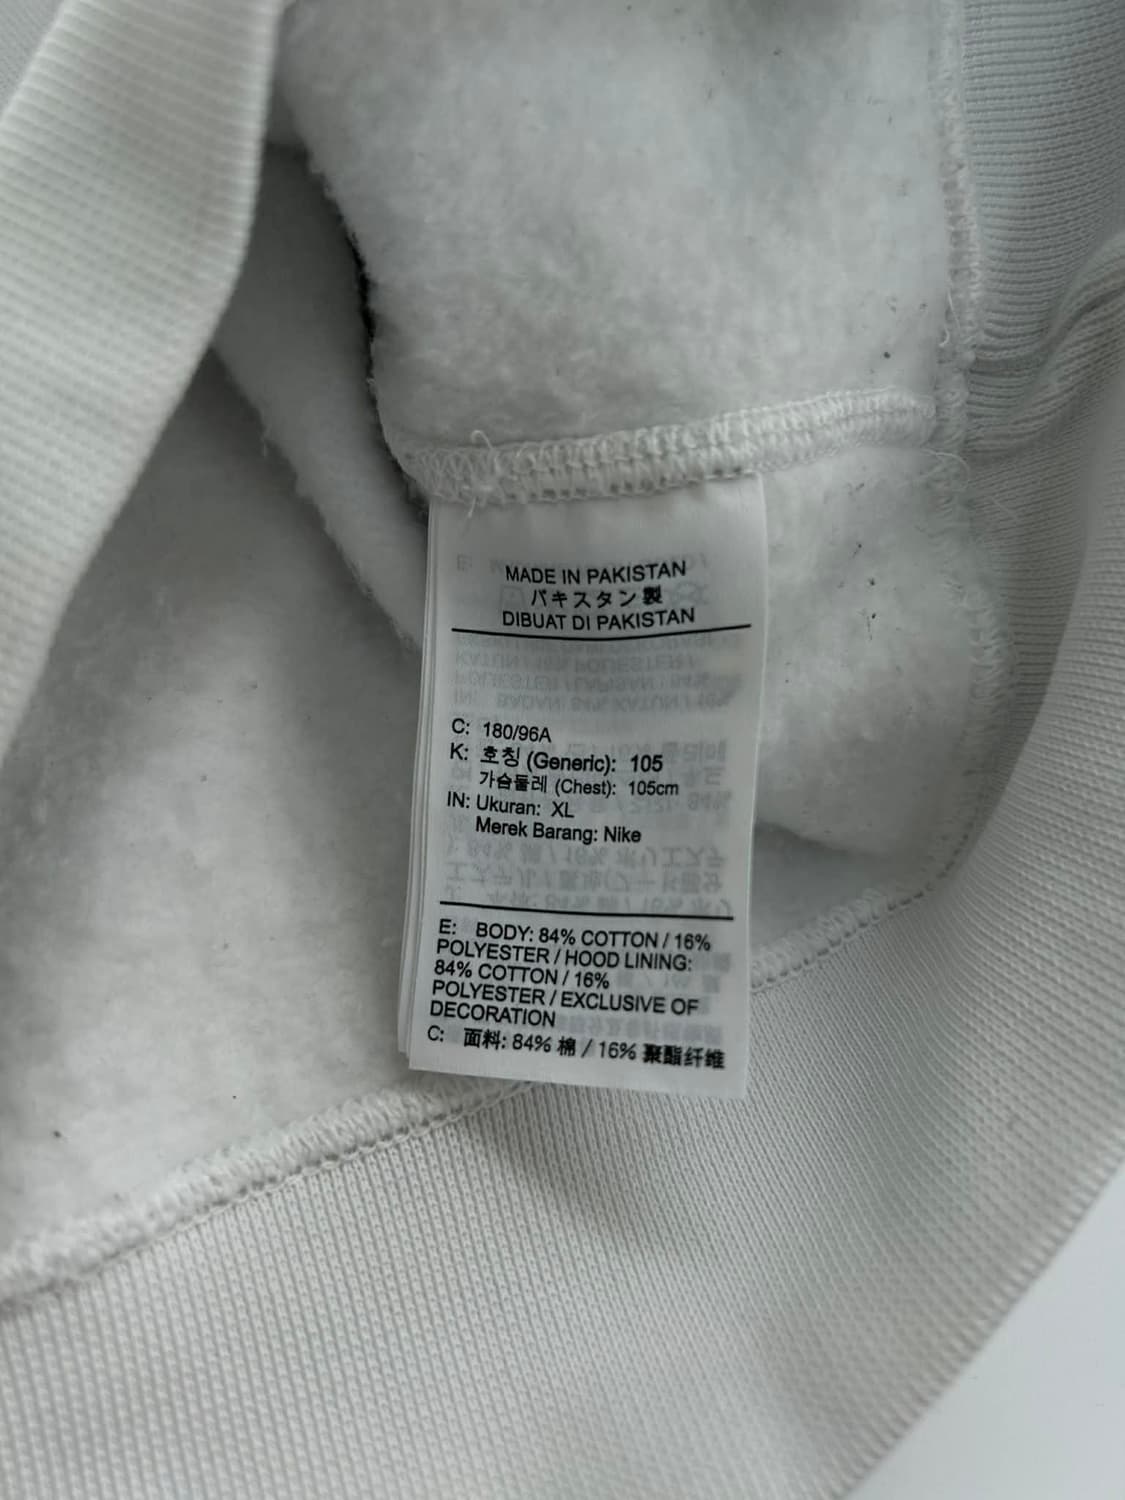 MADE IN PAKISTAN
パキスタン製
DIBUAT DI PAKISTAN
C: 180/96A
K: 호칭 (Generic): 105
가슴둘레 (Chest): 105cm
IN: Ukuran: XL
Merek Barang: Nike
E: BODY: 84% COTTON / 16%
POLYESTER / HOOD LINING:
84% COTTON / 16%
POLYESTER / EXCLUSIVE OF
DECORATION
C: 面料: 84% 棉 / 16% 聚酯纤维